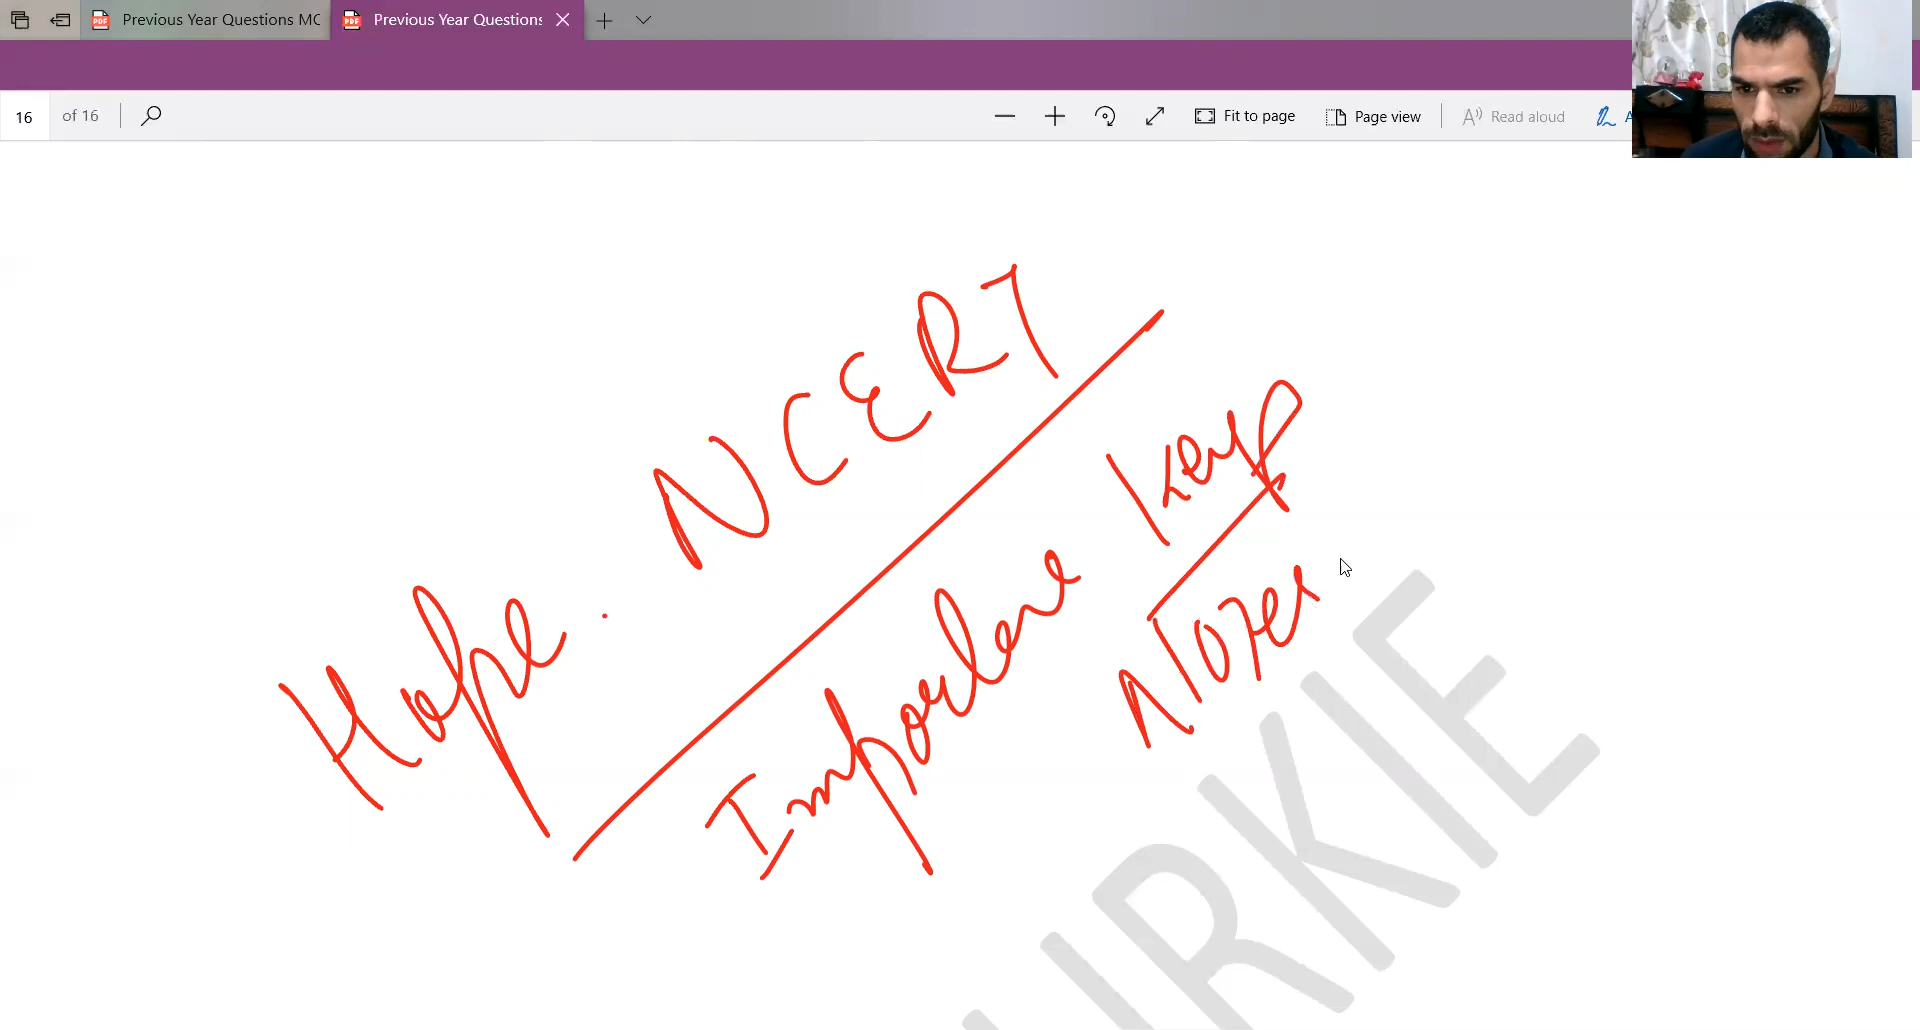 Previous Year Questions MC
Previous Year Questions
16 of 16
Fit to page
Page view
Read aloud
Hope. NCERT
Important Key
Notes
URKIE